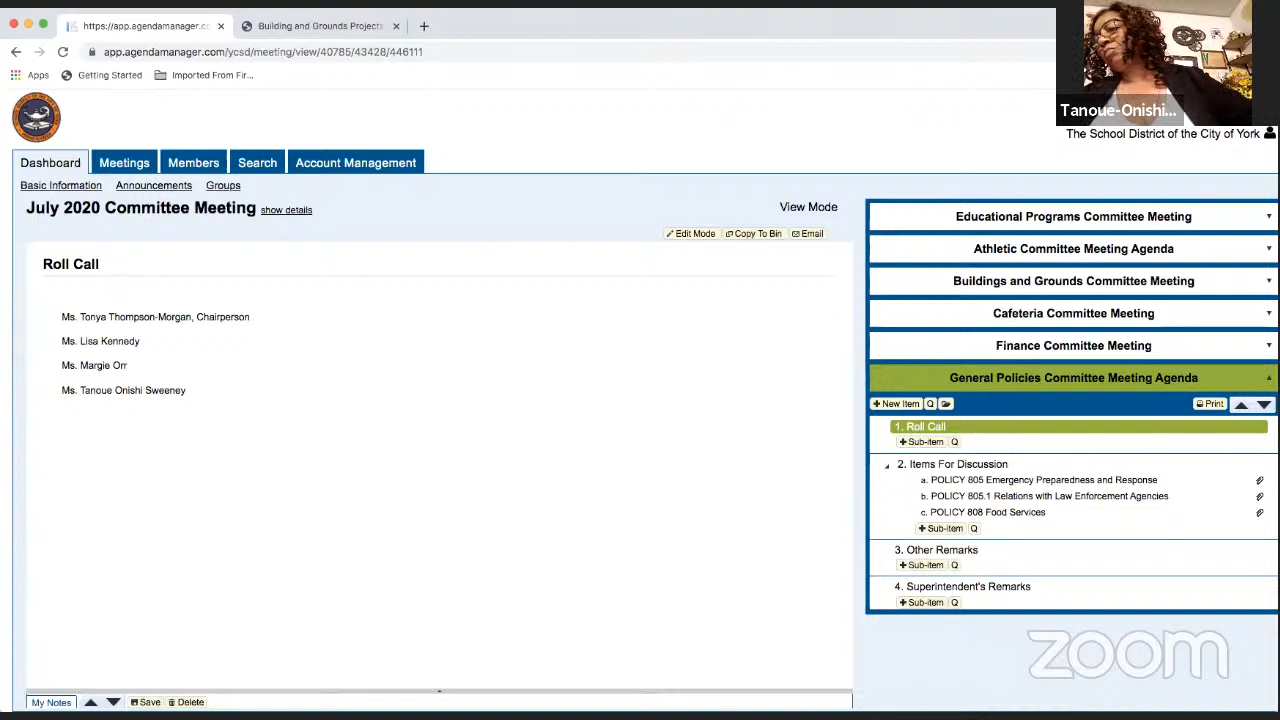 https://app.agendamanager.cc
Building and Grounds Projects
app.agendamanager.com/ycsd/meeting/view/40785/43428/446111
Apps
Getting Started
Imported From Fir...
Tanoue-Onishi...
The School District of the City of York
Dashboard
Meetings
Members
Search
Account Management
Basic Information
Announcements
Groups
July 2020 Committee Meeting show details
View Mode
Edit Mode
Copy To Bin
Email
Roll Call
Ms. Tonya Thompson-Morgan, Chairperson
Ms. Lisa Kennedy
Ms. Margie Orr
Ms. Tanoue Onishi Sweeney
Educational Programs Committee Meeting
Athletic Committee Meeting Agenda
Buildings and Grounds Committee Meeting
Cafeteria Committee Meeting
Finance Committee Meeting
General Policies Committee Meeting Agenda
New Item
Print
1. Roll Call
Sub-item
2. Items For Discussion
a. POLICY 805 Emergency Preparedness and Response
b. POLICY 805.1 Relations with Law Enforcement Agencies
c. POLICY 808 Food Services
Sub-item
3. Other Remarks
Sub-item
4. Superintendent's Remarks
Sub-item
zoom
My Notes
Save
Delete